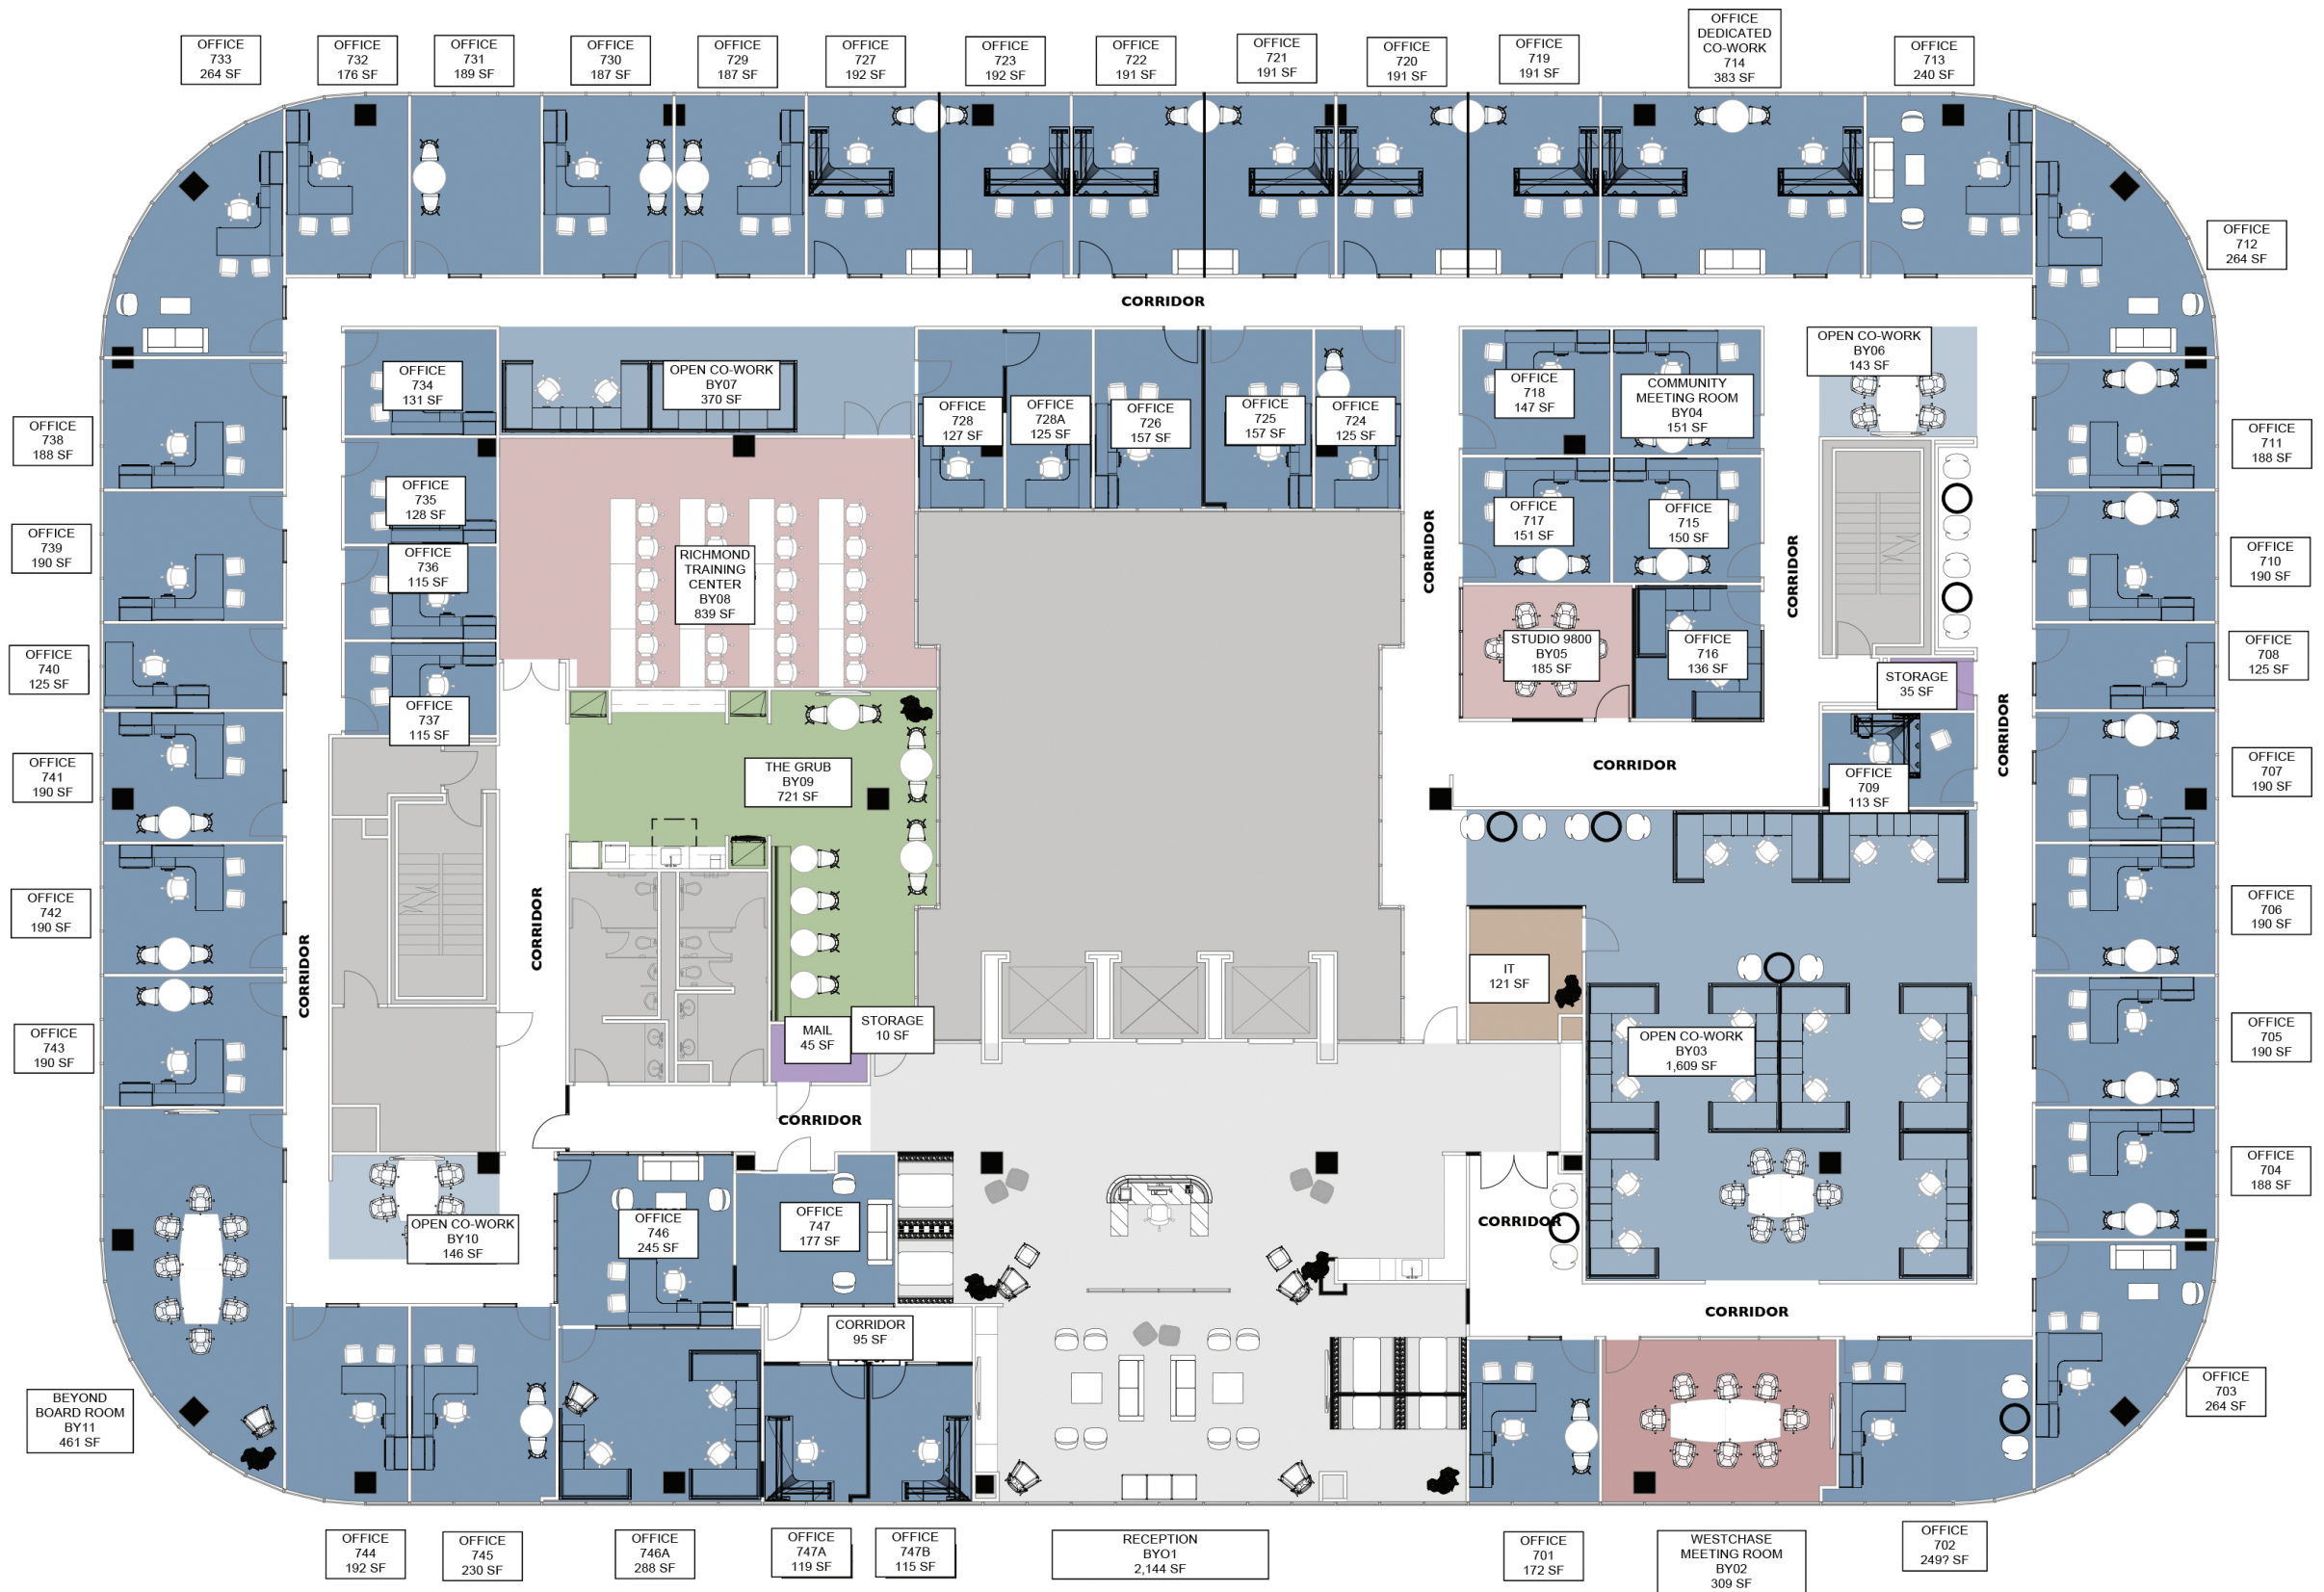 OFFICE
733
264 SF
OFFICE
732
176 SF
OFFICE
731
189 SF
OFFICE
730
187 SF
OFFICE
729
187 SF
OFFICE
727
192 SF
OFFICE
723
192 SF
OFFICE
722
191 SF
OFFICE
721
191 SF
OFFICE
720
191 SF
OFFICE
719
191 SF
OFFICE
DEDICATED
CO-WORK
714
383 SF
OFFICE
713
240 SF
OFFICE
712
264 SF
CORRIDOR
OFFICE
734
131 SF
OPEN CO-WORK
BY07
370 SF
OFFICE
728
127 SF
OFFICE
728A
125 SF
OFFICE
726
157 SF
OFFICE
725
157 SF
OFFICE
724
125 SF
OFFICE
718
147 SF
COMMUNITY
MEETING ROOM
BY04
151 SF
OPEN CO-WORK
BY06
143 SF
OFFICE
738
188 SF
OFFICE
711
188 SF
OFFICE
735
128 SF
OFFICE
717
151 SF
OFFICE
715
150 SF
OFFICE
739
190 SF
OFFICE
736
115 SF
RICHMOND
TRAINING
CENTER
BY08
839 SF
CORRIDOR
CORRIDOR
OFFICE
710
190 SF
OFFICE
740
125 SF
OFFICE
737
115 SF
STUDIO 9800
BY05
185 SF
OFFICE
716
136 SF
STORAGE
35 SF
OFFICE
708
125 SF
OFFICE
741
190 SF
THE GRUB
BY09
721 SF
CORRIDOR
OFFICE
709
113 SF
CORRIDOR
OFFICE
707
190 SF
OFFICE
742
190 SF
CORRIDOR
CORRIDOR
OFFICE
706
190 SF
IT
121 SF
OFFICE
743
190 SF
MAIL
45 SF
STORAGE
10 SF
OPEN CO-WORK
BY03
1,609 SF
OFFICE
705
190 SF
CORRIDOR
OFFICE
704
188 SF
OPEN CO-WORK
BY10
146 SF
OFFICE
746
245 SF
OFFICE
747
177 SF
CORRIDOR
CORRIDOR
95 SF
CORRIDOR
BEYOND
BOARD ROOM
BY11
461 SF
OFFICE
703
264 SF
OFFICE
744
192 SF
OFFICE
745
230 SF
OFFICE
746A
288 SF
OFFICE
747A
119 SF
OFFICE
747B
115 SF
RECEPTION
BYO1
2,144 SF
OFFICE
701
172 SF
WESTCHASE
MEETING ROOM
BY02
309 SF
OFFICE
702
249? SF